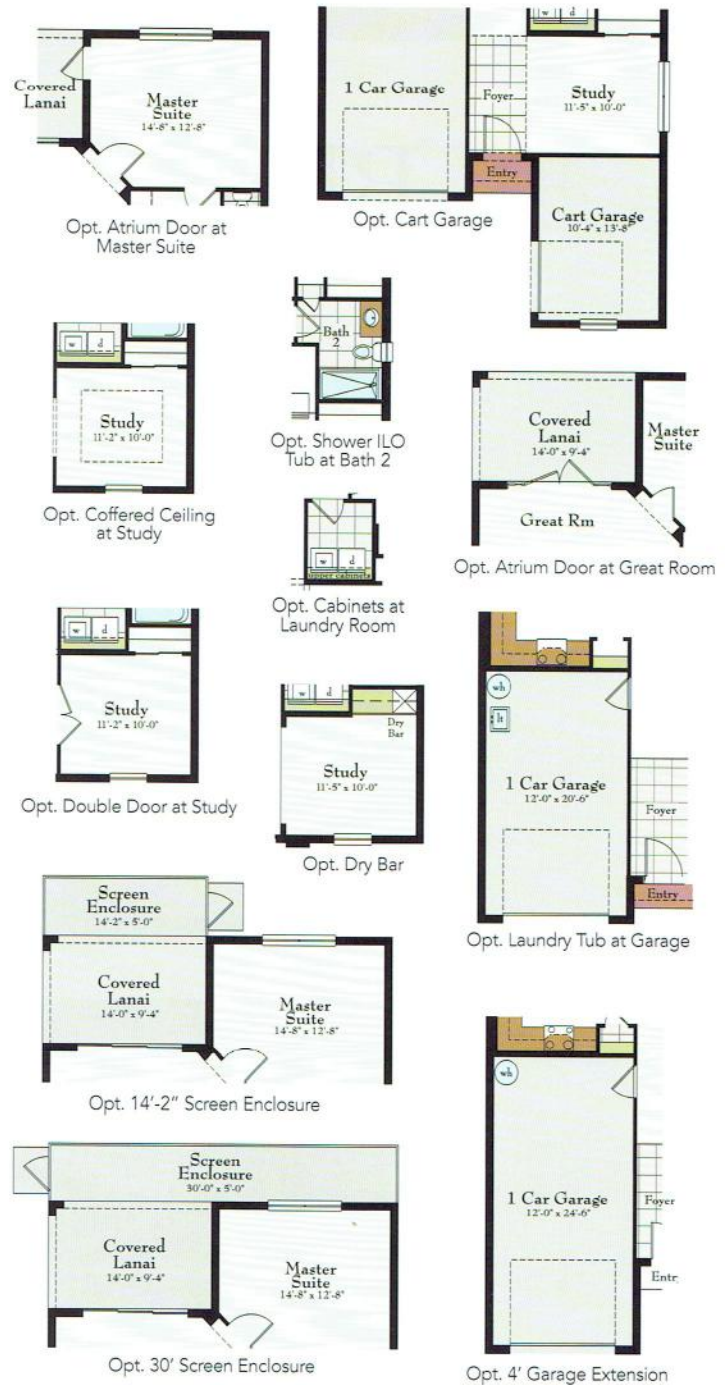 Covered
Lanai
Master
Suite
14'-8" x 12'-8"
Opt. Atrium Door at
Master Suite
w
d
1 Car Garage
Foyer
Study
11'-5" x 10'-0"
Entry
Opt. Cart Garage
Cart Garage
10'-4" x 13'-8"
w
d
Study
11'-2" x 10'-0"
Opt. Coffered Ceiling
at Study
Bath
2
Opt. Shower ILO
Tub at Bath 2
Covered
Lanai
14'-0" x 9'-4"
Master
Suite
Great Rm
Opt. Atrium Door at Great Room
w
d
upper cabinets
Opt. Cabinets at
Laundry Room
w
d
Study
11'-2" x 10'-0"
Opt. Double Door at Study
w
d
Dry
Bar
Study
11'-5" x 10'-0"
Opt. Dry Bar
wh
lt
1 Car Garage
12'-0" x 20'-6"
Foyer
Entry
Opt. Laundry Tub at Garage
Screen
Enclosure
14'-2" x 5'-0"
Covered
Lanai
14'-0" x 9'-4"
Master
Suite
14'-8" x 12'-8"
Opt. 14'-2" Screen Enclosure
Screen
Enclosure
30'-0" x 5'-0"
Covered
Lanai
14'-0" x 9'-4"
Master
Suite
14'-8" x 12'-8"
Opt. 30' Screen Enclosure
wh
1 Car Garage
12'-0" x 24'-6"
Foyer
Entr
Opt. 4' Garage Extension